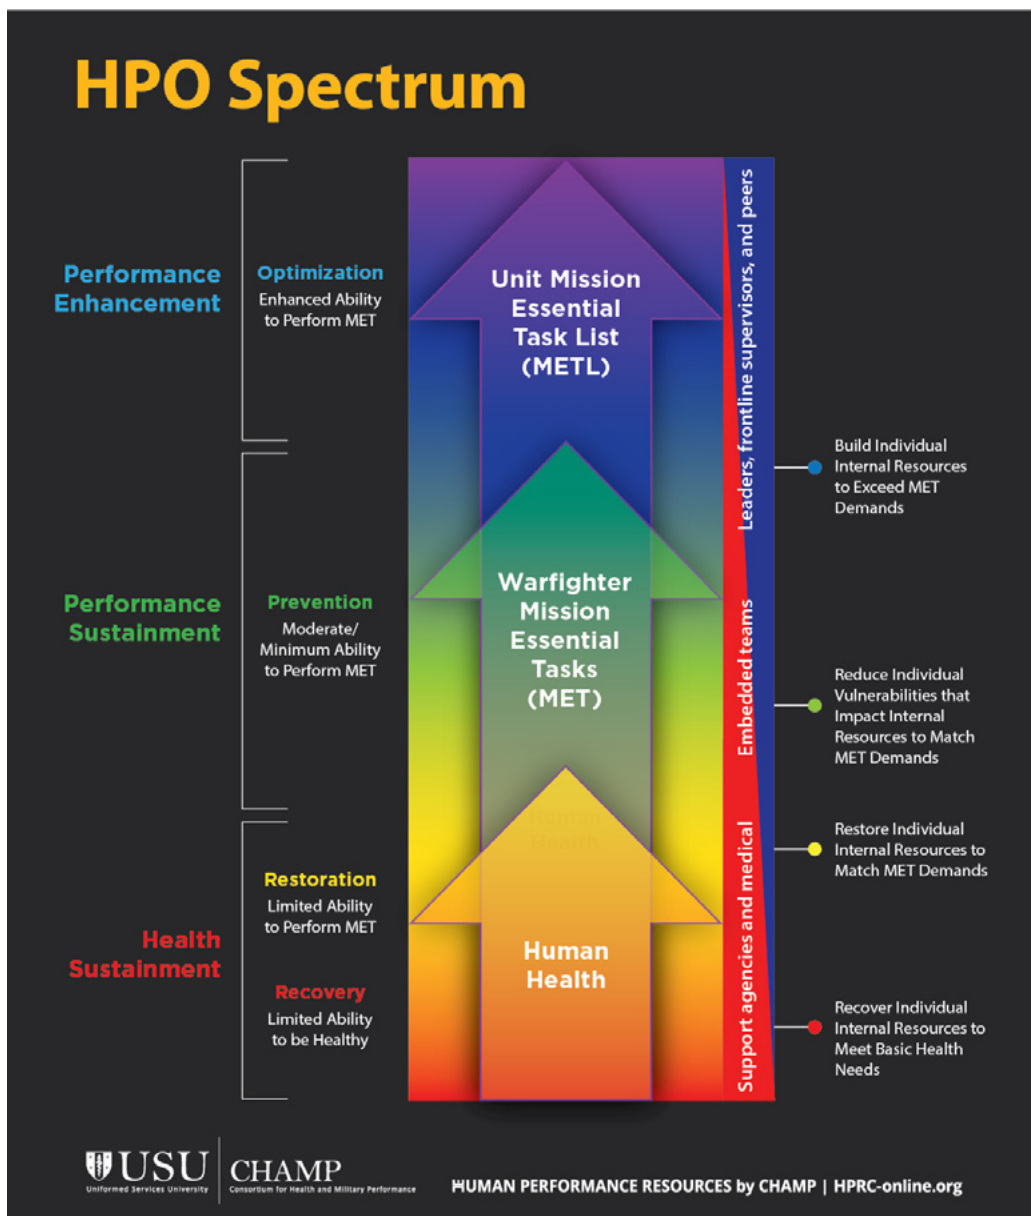 HPO Spectrum
Performance
Enhancement
Optimization
Enhanced Ability
to Perform MET
Unit Mission
Essential
Task List
(METL)
Leaders, frontline supervisors, and peers
Build Individual
Internal Resources
to Exceed MET
Demands
Performance
Sustainment
Prevention
Moderate/
Minimum Ability
to Perform MET
Warfighter
Mission
Essential
Tasks
(MET)
Embedded teams
Reduce Individual
Vulnerabilities that
Impact Internal
Resources to Match
MET Demands
Human
Health
Restore Individual
Internal Resources to
Match MET Demands
Health
Sustainment
Restoration
Limited Ability
to Perform MET
Recovery
Limited Ability
to be Healthy
Human
Health
Support agencies and medical
Recover Individual
Internal Resources to
Meet Basic Health
Needs
USU
Uniformed Services University
CHAMP
Consortium for Health and Military Performance
HUMAN PERFORMANCE RESOURCES by CHAMP | HPRC-online.org